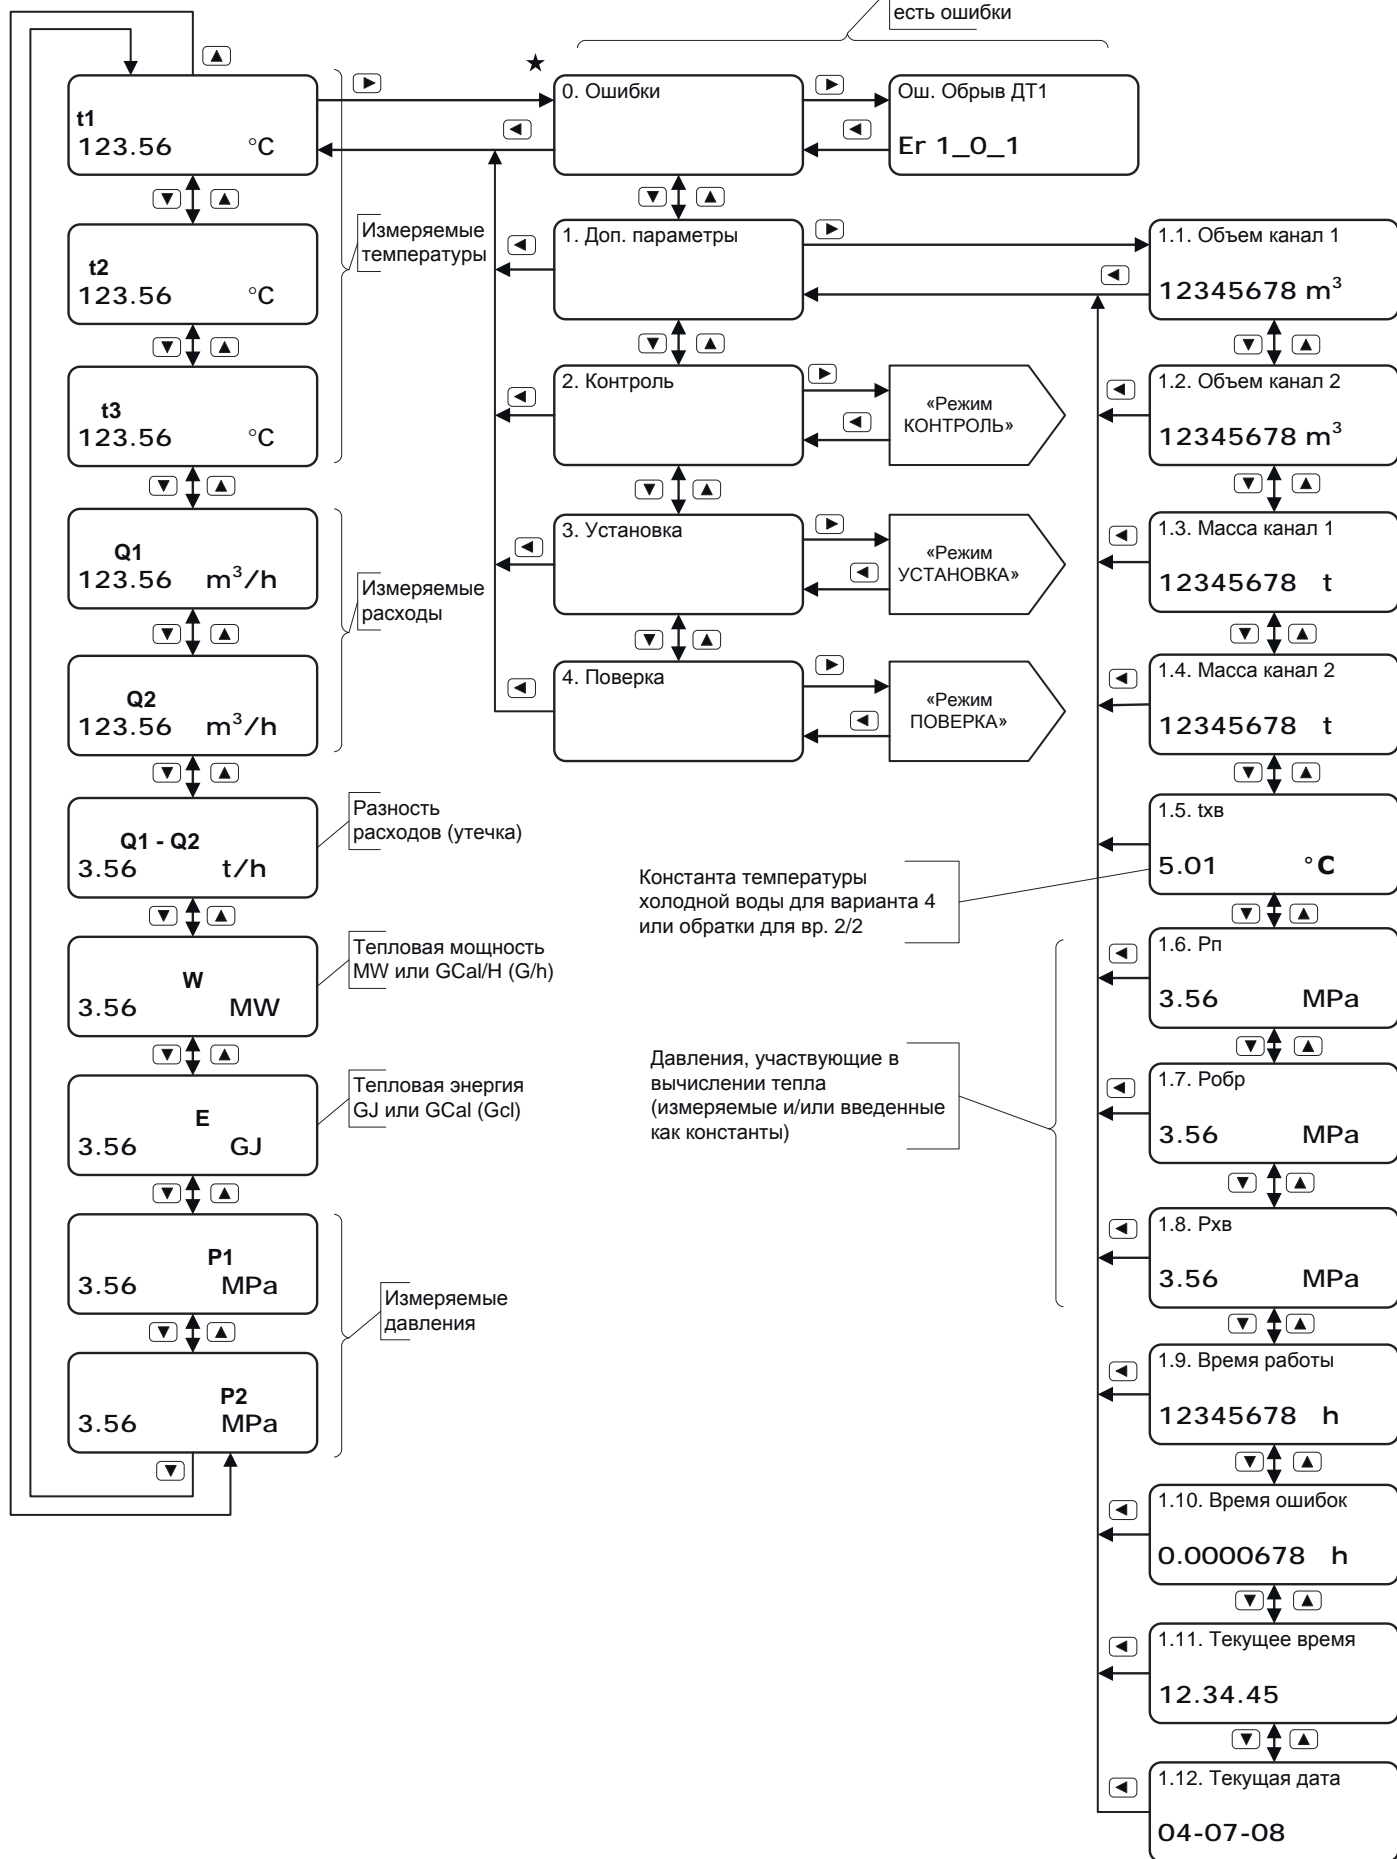 есть ошибки
t1
123.56 °C
t2
123.56 °C
t3
123.56 °C
Измеряемые
температуры
Q1
123.56 m³/h
Q2
123.56 m³/h
Измеряемые
расходы
Q1 - Q2
3.56 t/h
Разность
расходов (утечка)
W
3.56 MW
Тепловая мощность
MW или GCal/H (G/h)
E
3.56 GJ
Тепловая энергия
GJ или GCal (Gcl)
P1
3.56 MPa
P2
3.56 MPa
Измеряемые
давления
0. Ошибки
Ош. Обрыв ДТ1
Er 1_0_1
1. Доп. параметры
2. Контроль
«Режим
КОНТРОЛЬ»
3. Установка
«Режим
УСТАНОВКА»
4. Поверка
«Режим
ПОВЕРКА»
Константа температуры
холодной воды для варианта 4
или обратки для вр. 2/2
Давления, участвующие в
вычислении тепла
(измеряемые и/или введенные
как константы)
1.1. Объем канал 1
12345678 m³
1.2. Объем канал 2
12345678 m³
1.3. Масса канал 1
12345678 t
1.4. Масса канал 2
12345678 t
1.5. tхв
5.01 °C
1.6. Рп
3.56 MPa
1.7. Робр
3.56 MPa
1.8. Рхв
3.56 MPa
1.9. Время работы
12345678 h
1.10. Время ошибок
0.0000678 h
1.11. Текущее время
12.34.45
1.12. Текущая дата
04-07-08